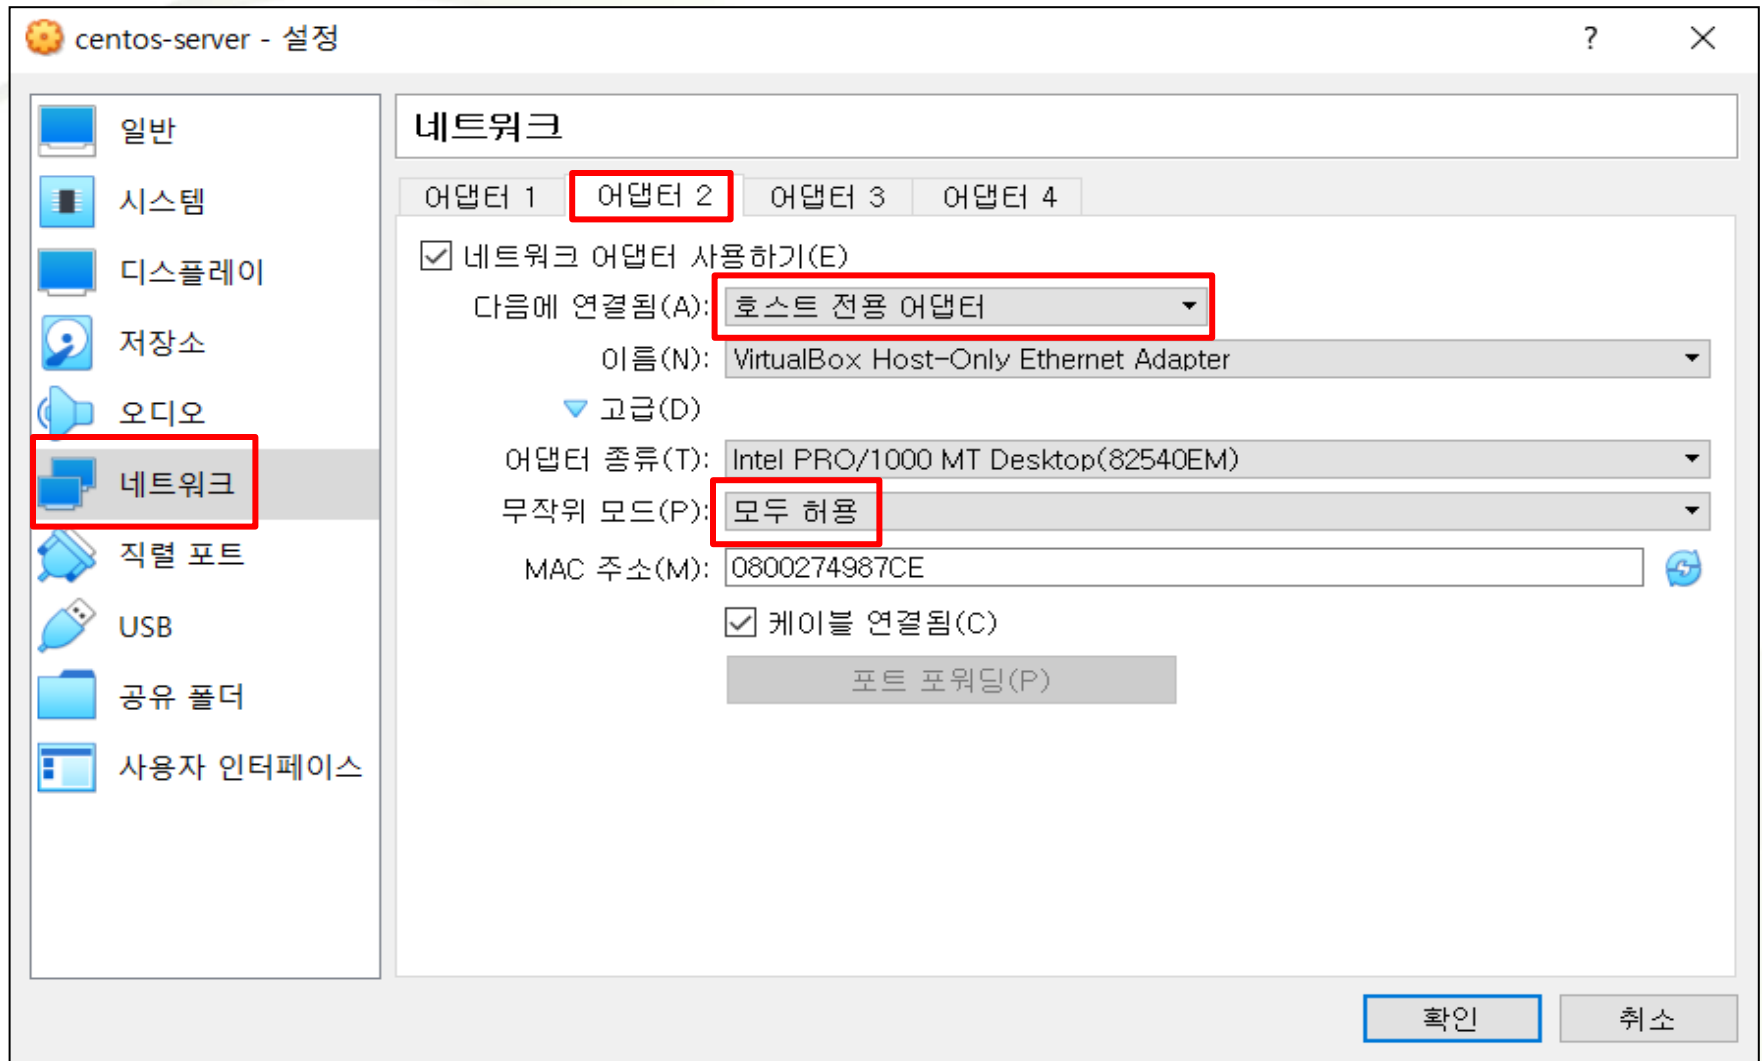 centos-server - 설정
?
일반
시스템
디스플레이
저장소
오디오
네트워크
직렬 포트
USB
공유 폴더
사용자 인터페이스
네트워크
어댑터 1 어댑터 2 어댑터 3 어댑터 4
네트워크 어댑터 사용하기(E)
다음에 연결됨(A): 호스트 전용 어댑터
이름(N): VirtualBox Host-Only Ethernet Adapter
고급(D)
어댑터 종류(T): Intel PRO/1000 MT Desktop(82540EM)
무작위 모드(P): 모두 허용
MAC 주소(M): 0800274987CE
케이블 연결됨(C)
포트 포워딩(P)
확인 취소